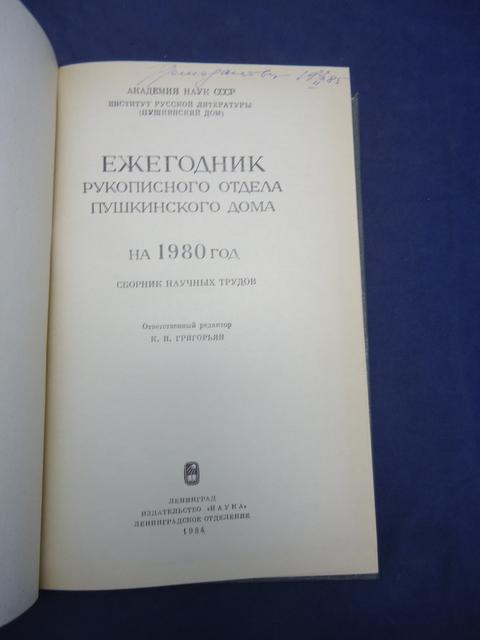 АКАДЕМИЯ НАУК СССР
ИНСТИТУТ РУССКОЙ ЛИТЕРАТУРЫ
(ПУШКИНСКИЙ ДОМ)
ЕЖЕГОДНИК
РУКОПИСНОГО ОТДЕЛА
ПУШКИНСКОГО ДОМА
НА 1980 ГОД
СБОРНИК НАУЧНЫХ ТРУДОВ
Ответственный редактор
К. Н. ГРИГОРЬЯН
ЛЕНИНГРАД
ИЗДАТЕЛЬСТВО «НАУКА»
ЛЕНИНГРАДСКОЕ ОТДЕЛЕНИЕ
1984